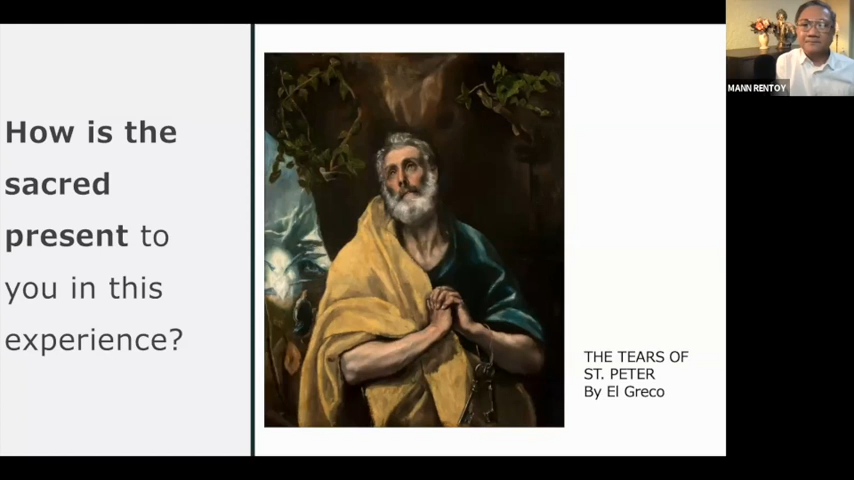 How is the
sacred
present to
you in this
experience?
THE TEARS OF
ST. PETER
By El Greco
MANN RENTOY